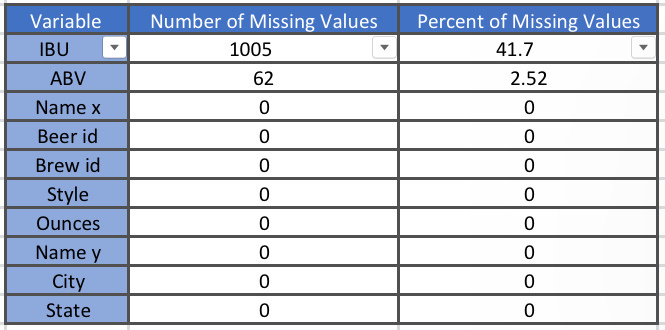 Variable Number of Missing Values Percent of Missing Values
IBU 1005 41.7
ABV 62 2.52
Name x 0 0
Beer id 0 0
Brew id 0 0
Style 0 0
Ounces 0 0
Name y 0 0
City 0 0
State 0 0